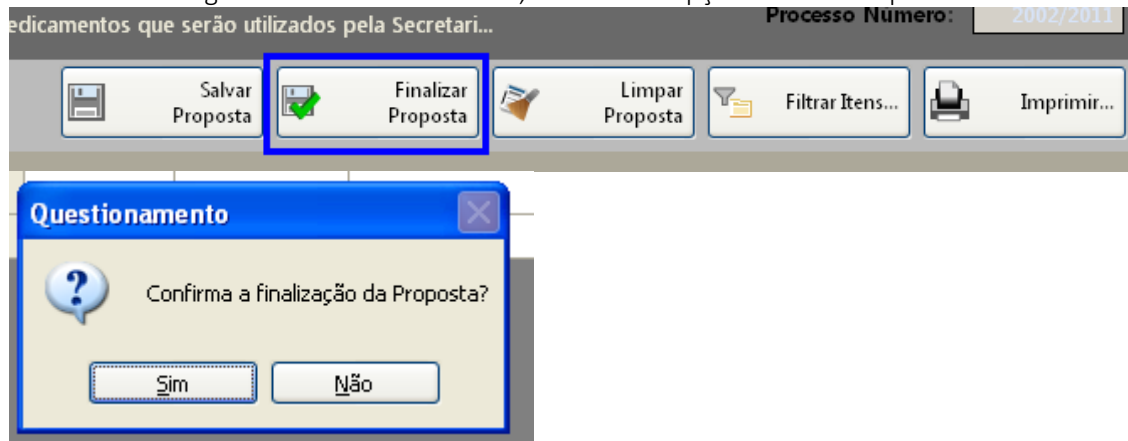 edicamentos que serão utilizados pela Secretari...
Processo Número: 2002/2011
Salvar
Proposta
Finalizar
Proposta
Limpar
Proposta
Filtrar Itens...
Imprimir...
Questionamento
Confirma a finalização da Proposta?
Sim
Não